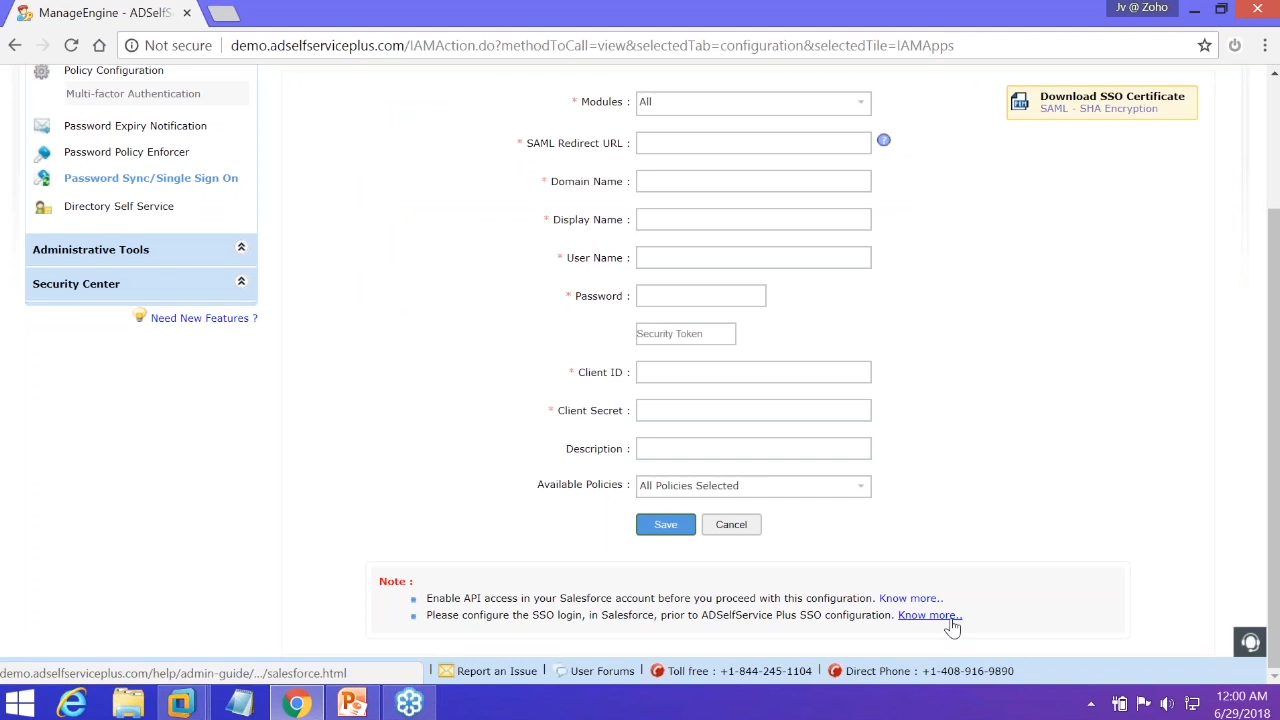 ManageEngine - ADSelfS
Jv @ Zoho
Not secure
demo.adselfserviceplus.com/IAMAction.do?methodToCall=view&selectedTab=configuration&selectedTile=IAMApps
Policy Configuration
Multi-factor Authentication
Password Expiry Notification
Password Policy Enforcer
Password Sync/Single Sign On
Directory Self Service
Administrative Tools
Security Center
Need New Features ?
* Modules :
All
Download SSO Certificate
SAML - SHA Encryption
* SAML Redirect URL :
?
* Domain Name :
* Display Name :
* User Name :
* Password :
Security Token
* Client ID :
* Client Secret :
Description :
Available Policies :
All Policies Selected
Save
Cancel
Note :
Enable API access in your Salesforce account before you proceed with this configuration. Know more..
Please configure the SSO login, in Salesforce, prior to ADSelfService Plus SSO configuration. Know more..
demo.adselfserviceplus.com/help/admin-guide/.../salesforce.html
Report an Issue
User Forums
Toll free : +1-844-245-1104
Direct Phone : +1-408-916-9890
12:00 AM
6/29/2018